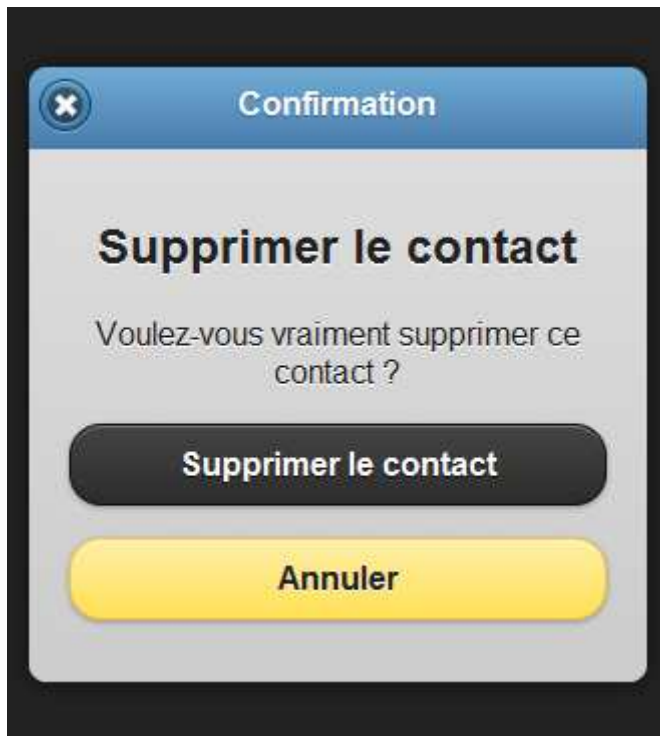 Confirmation
Supprimer le contact
Voulez-vous vraiment supprimer ce
contact ?
Supprimer le contact
Annuler